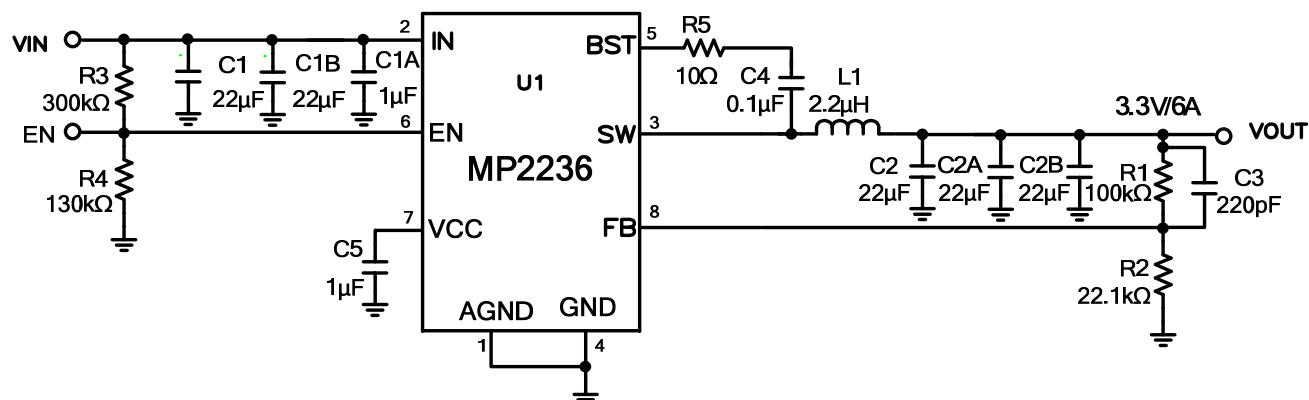 VIN
R3
300kΩ
EN
R4
130kΩ
C1
22µF
C1B
22µF
C1A
1µF
2
6
7
C5
1µF
IN
U1
BST
EN
SW
MP2236
VCC
FB
AGND
GND
1
4
5
R5
10Ω
C4
0.1µF
L1
2.2µH
3
8
3.3V/6A
VOUT
C2
22µF
C2A
22µF
C2B
22µF
R1
100kΩ
C3
220pF
R2
22.1kΩ